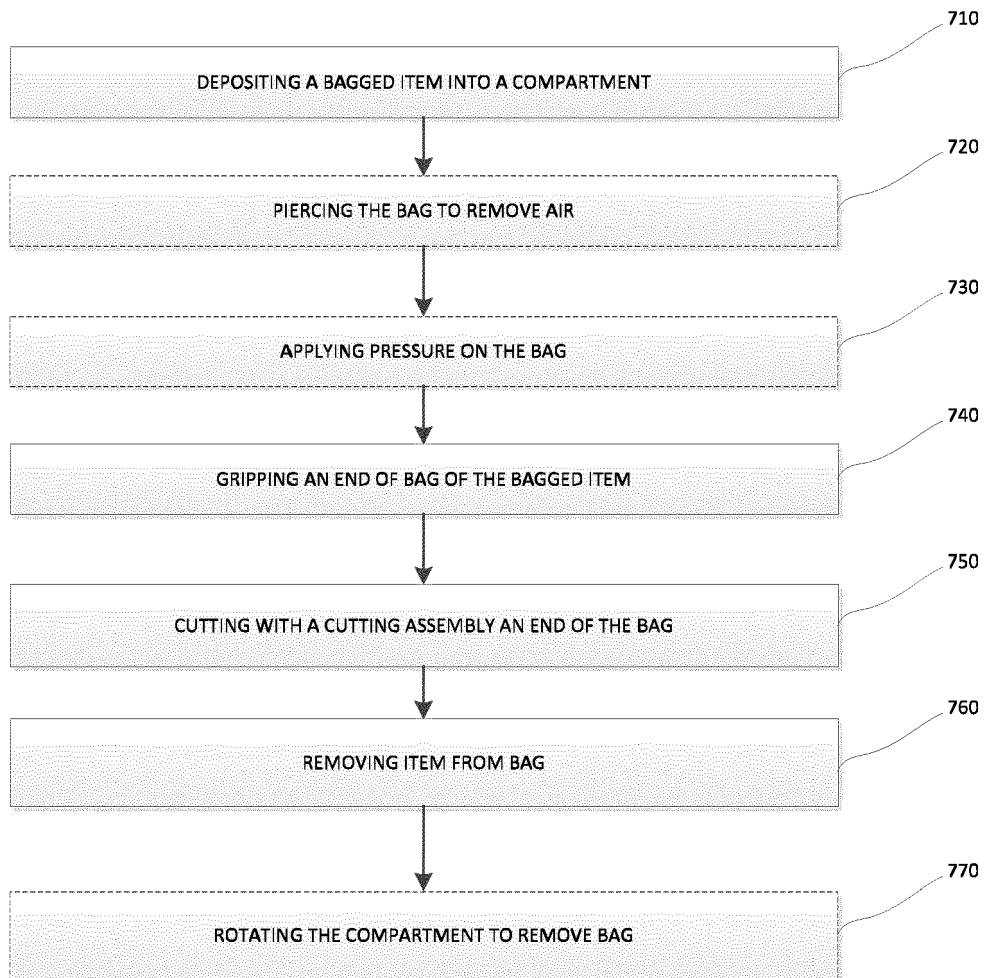 710
DEPOSITING A BAGGED ITEM INTO A COMPARTMENT
720
PIERCING THE BAG TO REMOVE AIR
730
APPLYING PRESSURE ON THE BAG
740
GRIPPING AN END OF BAG OF THE BAGGED ITEM
750
CUTTING WITH A CUTTING ASSEMBLY AN END OF THE BAG
760
REMOVING ITEM FROM BAG
770
ROTATING THE COMPARTMENT TO REMOVE BAG